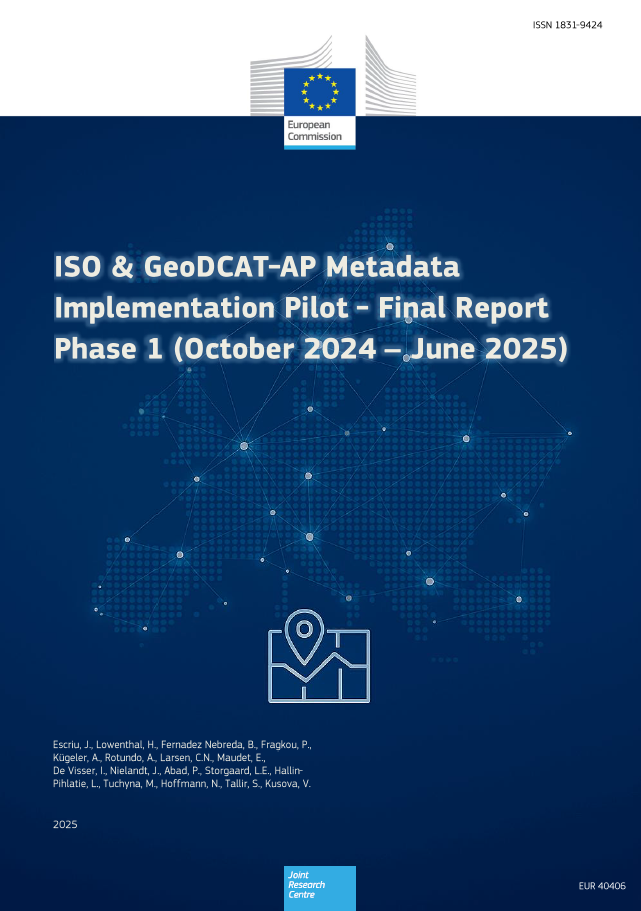 ISSN 1831-9424
European
Commission
ISO & GeoDCAT-AP Metadata
Implementation Pilot - Final Report
Phase 1 (October 2024 – June 2025)
Escriu, J., Lowenthal, H., Fernadez Nebreda, B., Fragkou, P.,
Kügeler, A., Rotundo, A., Larsen, C.N., Maudet, E.,
De Visser, I., Nielandt, J., Abad, P., Storgaard, L.E., Hallin-
Pihlatie, L., Tuchyna, M., Hoffmann, N., Tallir, S., Kusova, V.
2025
Joint
Research
Centre
EUR 40406